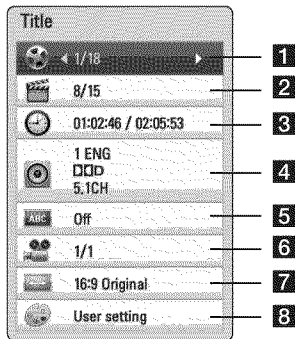 Title
1/18
1
8/15
2
01:02:46 / 02:05:53
3
1 ENG
DD D
5.1CH
4
ABC
Off
5
1/1
6
16:9 Original
7
User setting
8